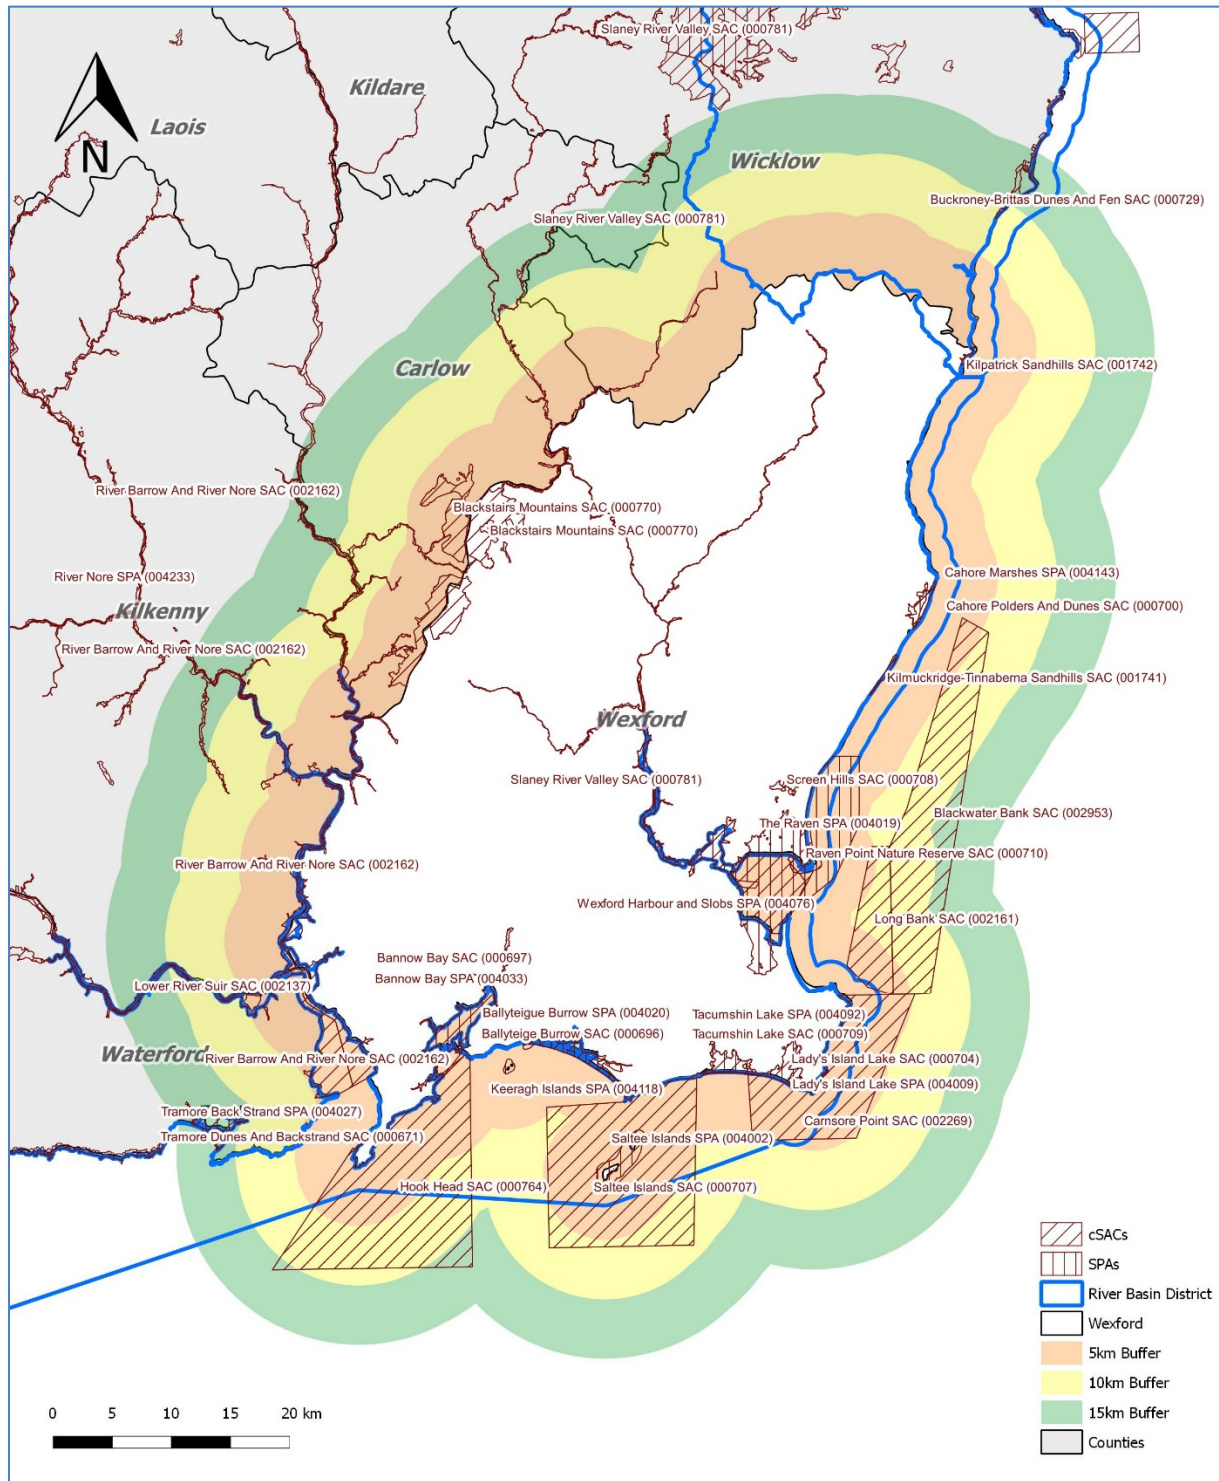 Slaney River Valley SAC (000781)
Kildare
Laois
N
Wicklow
Buckroney-Brittas Dunes And Fen SAC (000729)
Slaney River Valley SAC (000781)
Carlow
Kilpatrick Sandhills SAC (001742)
River Barrow And River Nore SAC (002162)
Blackstairs Mountains SAC (000770)
Blackstairs Mountains SAC (000770)
River Nore SPA (004233)
Cahore Marshes SPA (004143)
Kilkenny
Cahore Polders And Dunes SAC (000700)
River Barrow And River Nore SAC (002162)
Kilmuckridge-Tinnaberna Sandhills SAC (001741)
Wexford
Slaney River Valley SAC (000781)
Screen Hills SAC (000708)
Blackwater Bank SAC (002953)
The Raven SPA (004019)
Raven Point Nature Reserve SAC (000710)
River Barrow And River Nore SAC (002162)
Wexford Harbour and Slobs SPA (004076)
Long Bank SAC (002161)
Bannow Bay SAC (000697)
Bannow Bay SPA (004033)
Lower River Suir SAC (002137)
Ballyteigue Burrow SPA (004020)
Tacumshin Lake SPA (004092)
Ballyteige Burrow SAC (000696)
Tacumshin Lake SAC (000709)
Waterford
River Barrow And River Nore SAC (002162)
Lady's Island Lake SAC (000704)
Keeragh Islands SPA (004118)
Lady's Island Lake SPA (004009)
Tramore Back Strand SPA (004027)
Carnsore Point SAC (002269)
Tramore Dunes And Backstrand SAC (000671)
Saltee Islands SPA (004002)
Hook Head SAC (000764)
Saltee Islands SAC (000707)
cSACs
SPAs
River Basin District
Wexford
5km Buffer
10km Buffer
15km Buffer
Counties
0 5 10 15 20 km